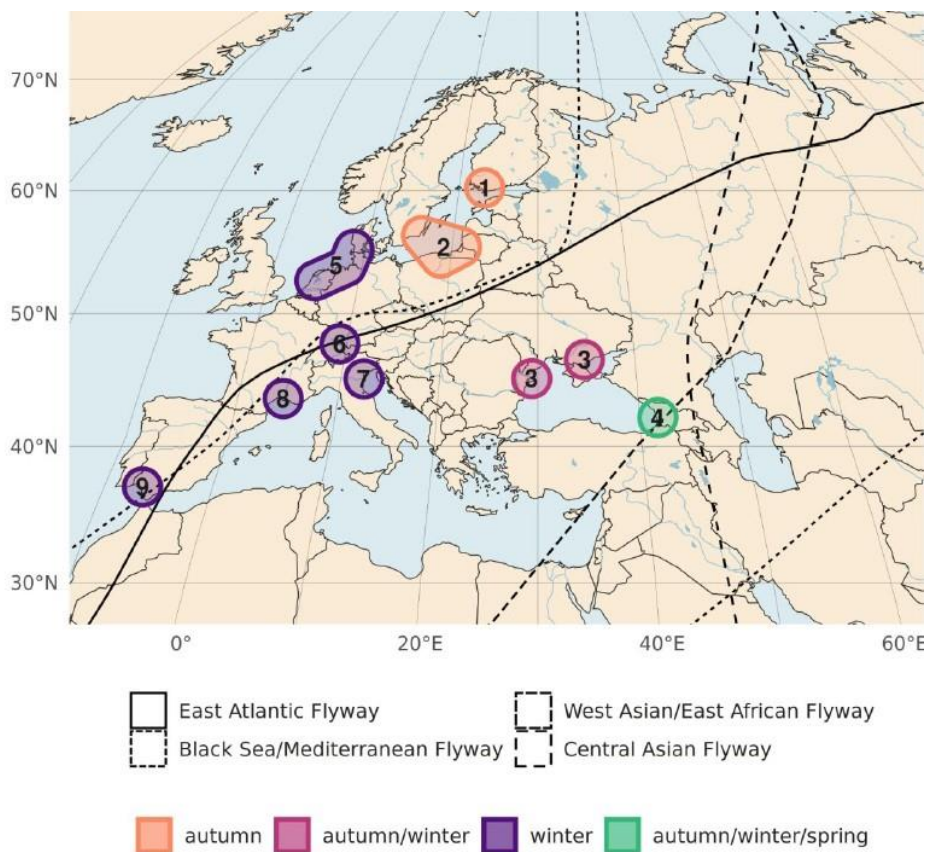 70°N
60°N
50°N
40°N
30°N
1
2
5
6
7
3
3
8
4
9
0° 20°E 40°E 60°E
East Atlantic Flyway West Asian/East African Flyway
Black Sea/Mediterranean Flyway Central Asian Flyway
autumn autumn/winter winter autumn/winter/spring